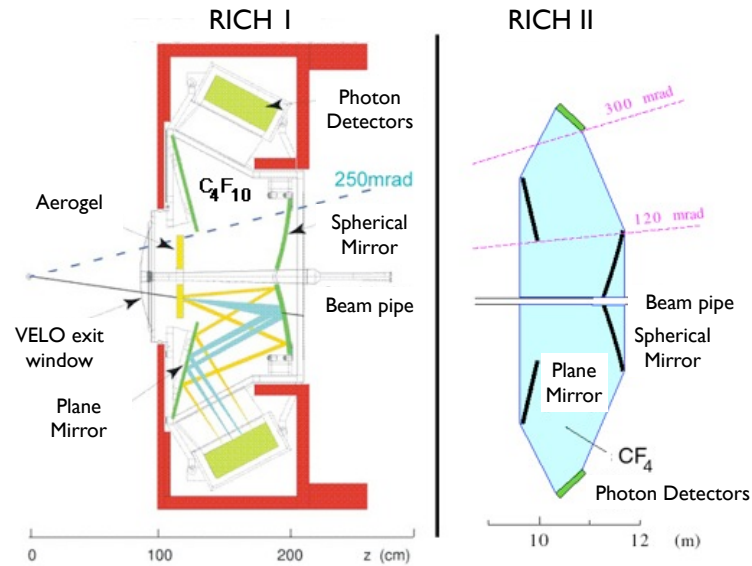 RICH I
RICH II
Photon
Detectors
300 mrad
C4F10
250mrad
Aerogel
Spherical
Mirror
120 mrad
Beam pipe
Beam pipe
VELO exit
window
Spherical
Mirror
Plane
Mirror
Plane
Mirror
CF4
Photon Detectors
0
100
200
z (cm)
10
12
(m)